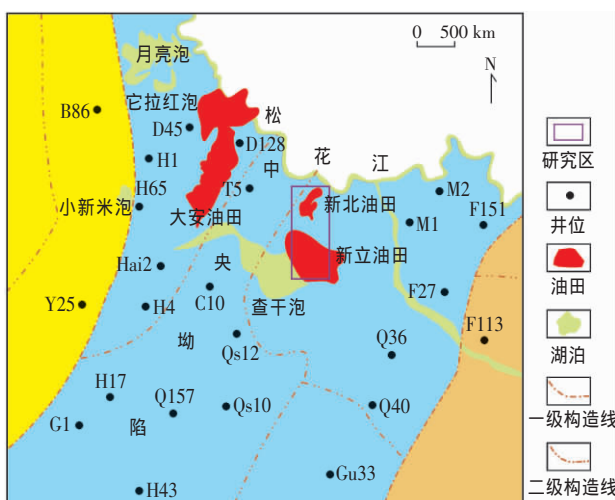 月亮泡
0 500 km
N
B86
它拉红泡
D45
松
D128
花
江
H1
中
T5
H65
小新米泡
大安油田
新北油田
M2
M1
F151
新立油田
Hai2
央
C10
查干泡
Y25
H4
F27
坳
Qs12
Q36
F113
H17
Q157
Qs10
Q40
G1
陷
Gu33
H43
研究区
井位
油田
湖泊
一级构造线
二级构造线